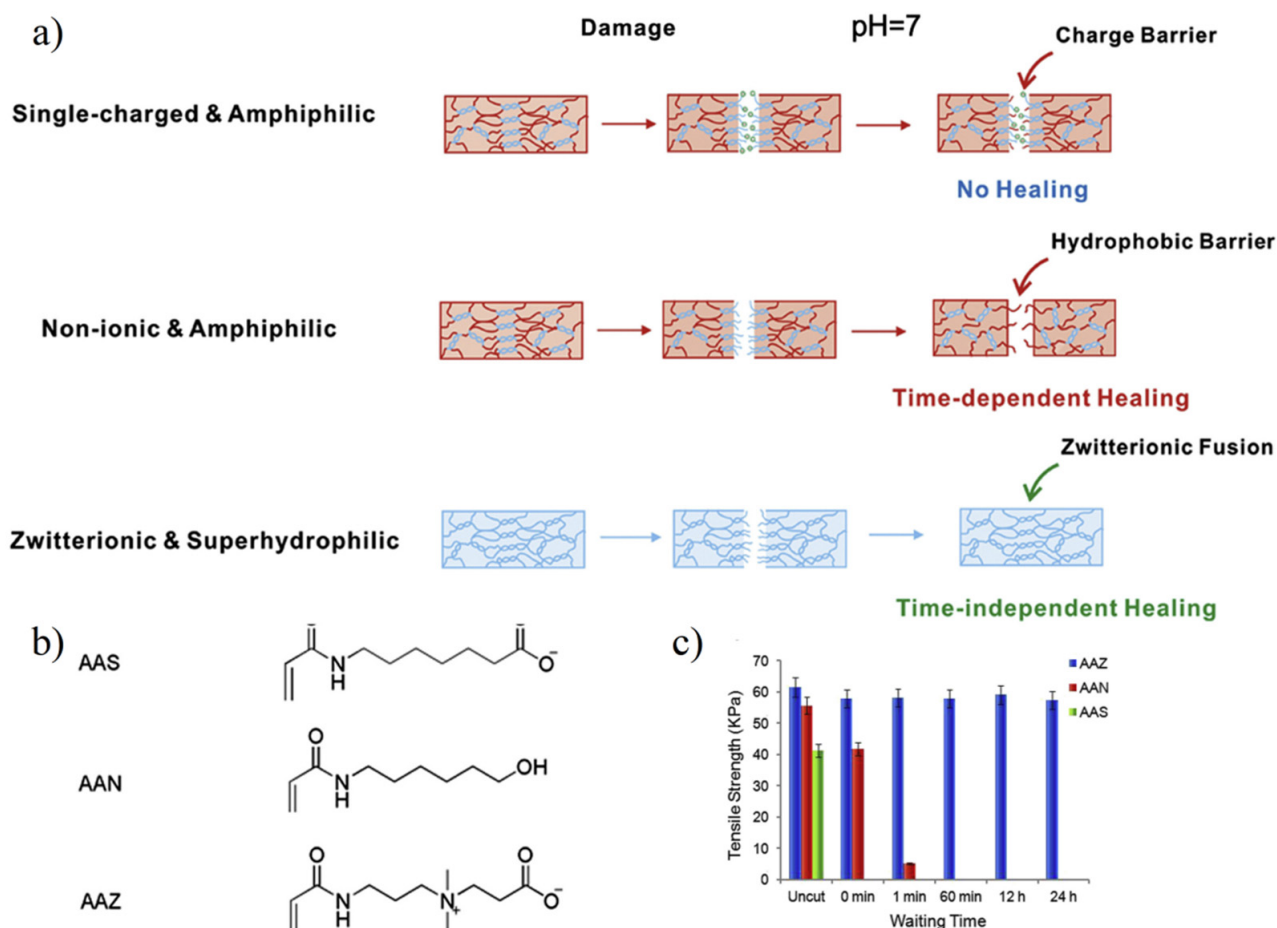 a)
Damage
pH=7
Charge Barrier
Single-charged & Amphiphilic
No Healing
Hydrophobic Barrier
Non-ionic & Amphiphilic
Time-dependent Healing
Zwitterionic Fusion
Zwitterionic & Superhydrophilic
Time-independent Healing
b)
AAS
N
H
O-
AAN
O
N
H
OH
AAZ
O
N
H
N+
O
O-
c)
Tensile Strength (KPa)
70
60
50
40
30
20
10
0
AAZ
AAN
AAS
Uncut 0 min 1 min 60 min 12 h 24 h
Waiting Time